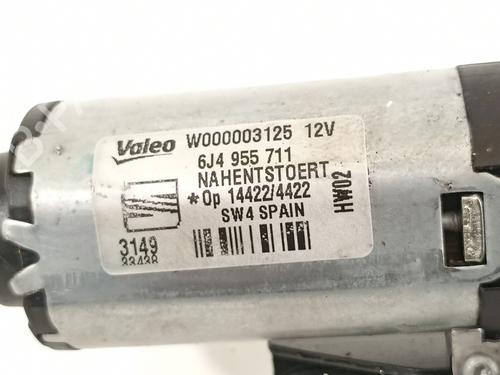 Valeo W000003125 12V
6J4 955 711
NAHENTSTOERT
*Op 14422/4422
SW4 SPAIN
HW02
3149
33438